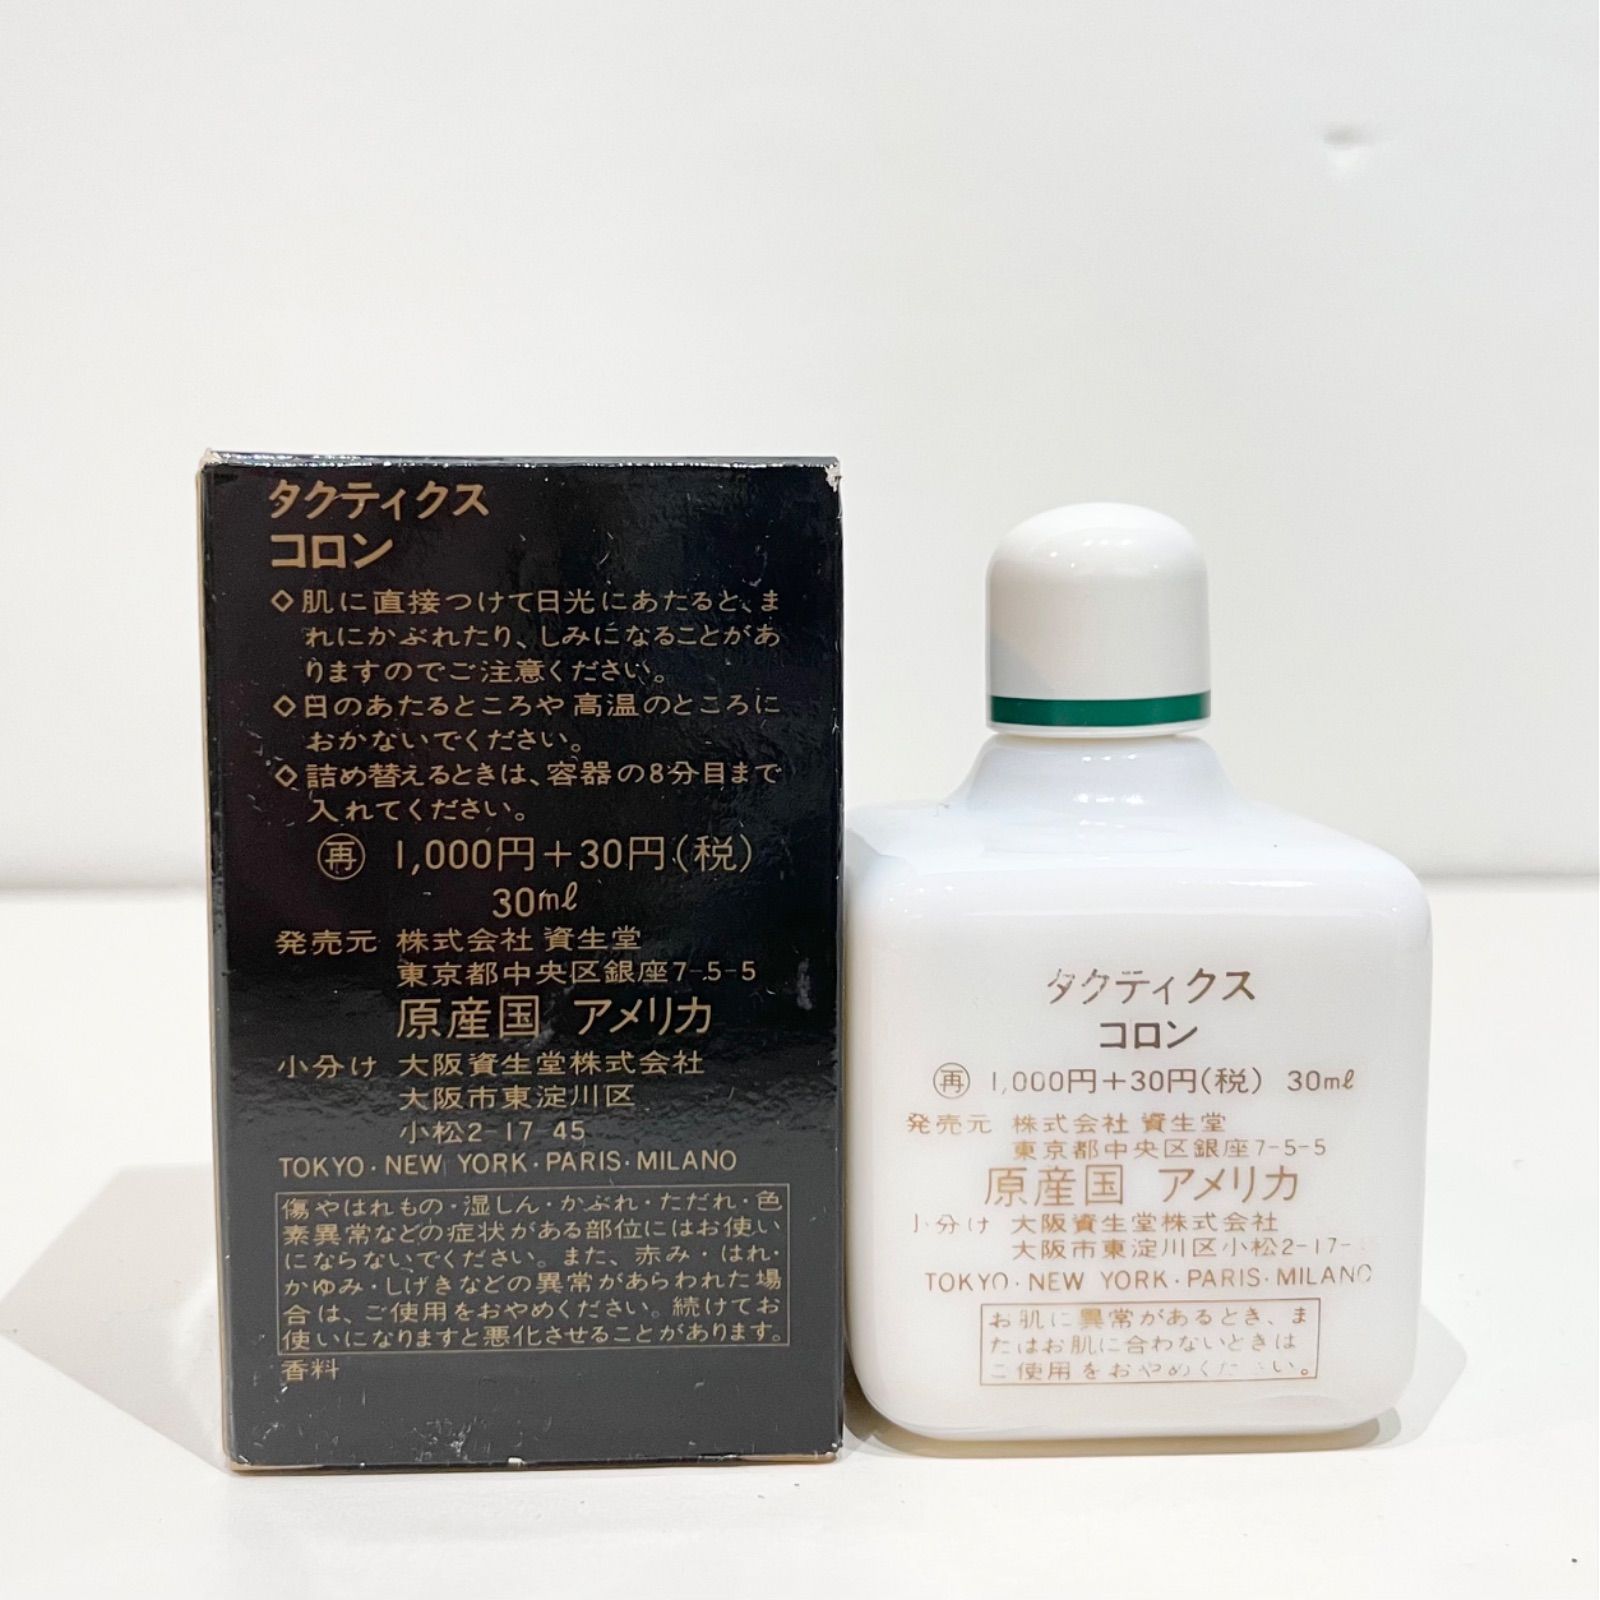 タクティクス
コロン
◇肌に直接つけて日光にあたると、ま
れにかぶれたり、しみになることがあ
りますのでご注意ください。
◇日のあたるところや高温のところに
おかないでください。
◇詰め替えるときは、容器の8分目まで
入れてください。
再 1,000円+30円(税)
30ml
発売元 株式会社 資生堂
東京都中央区銀座7-5-5
原産国 アメリカ
小分け 大阪資生堂株式会社
大阪市東淀川区
小松2-17 45
TOKYO・NEW YORK・PARIS・MILANO
傷やはれもの・湿しん・かぶれ・ただれ・色
素異常などの症状がある部位にはお使い
にならないでください。また、赤み・はれ・
かゆみ・しげきなどの異常があらわれた場
合は、ご使用をおやめください。続けてお
使いになりますと悪化させることがあります。
香料
タクティクス
コロン
再 1,000円+30円(税) 30ml
発売元 株式会社 資生堂
東京都中央区銀座7-5-5
原産国 アメリカ
小分け 大阪資生堂株式会社
大阪市東淀川区小松2-17-
TOKYO・NEW YORK・PARIS・MILANO
お肌に異常があるとき、ま
たはお肌に合わないときは
ご使用をおやめください。